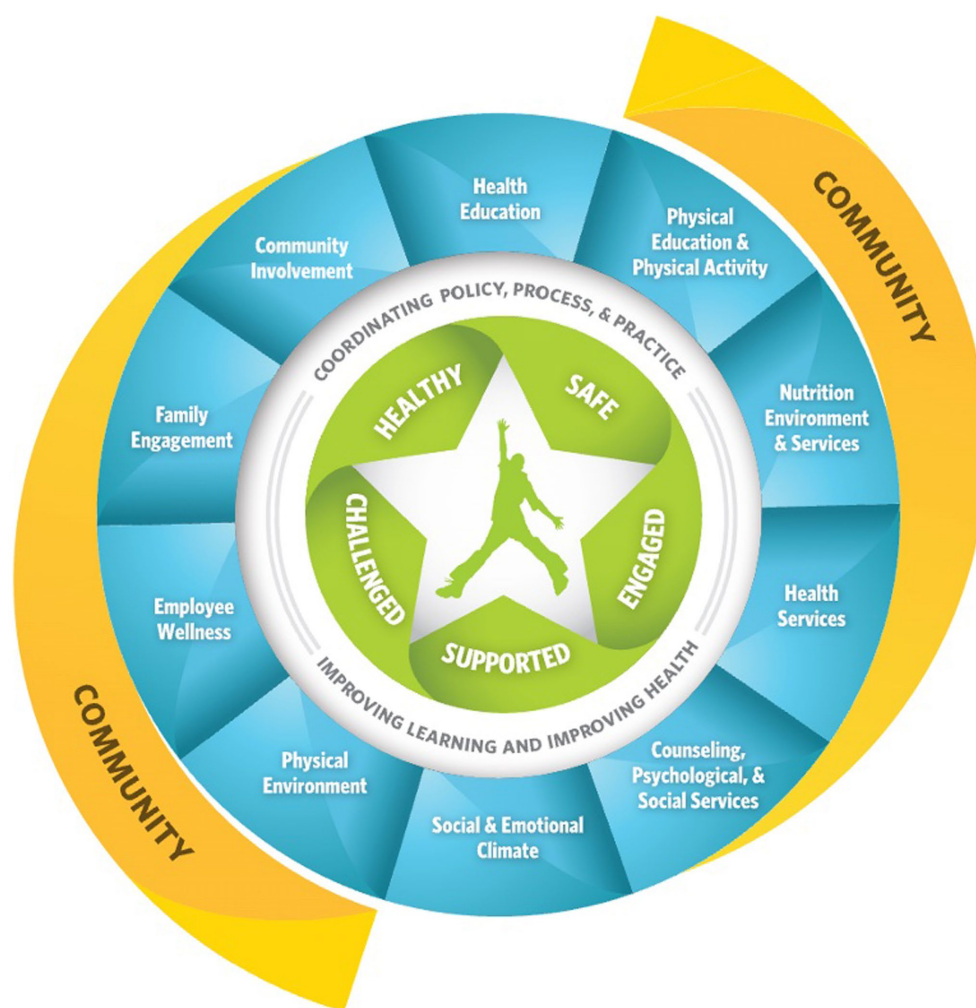 COMMUNITY
Health
Education
Physical
Education &
Physical Activity
Nutrition
Environment
& Services
Health
Services
Counseling,
Psychological, &
Social Services
Social & Emotional
Climate
Physical
Environment
Employee
Wellness
Family
Engagement
Community
Involvement
COORDINATING POLICY, PROCESS, & PRACTICE
IMPROVING LEARNING AND IMPROVING HEALTH
HEALTHY
SAFE
ENGAGED
SUPPORTED
CHALLENGED
COMMUNITY